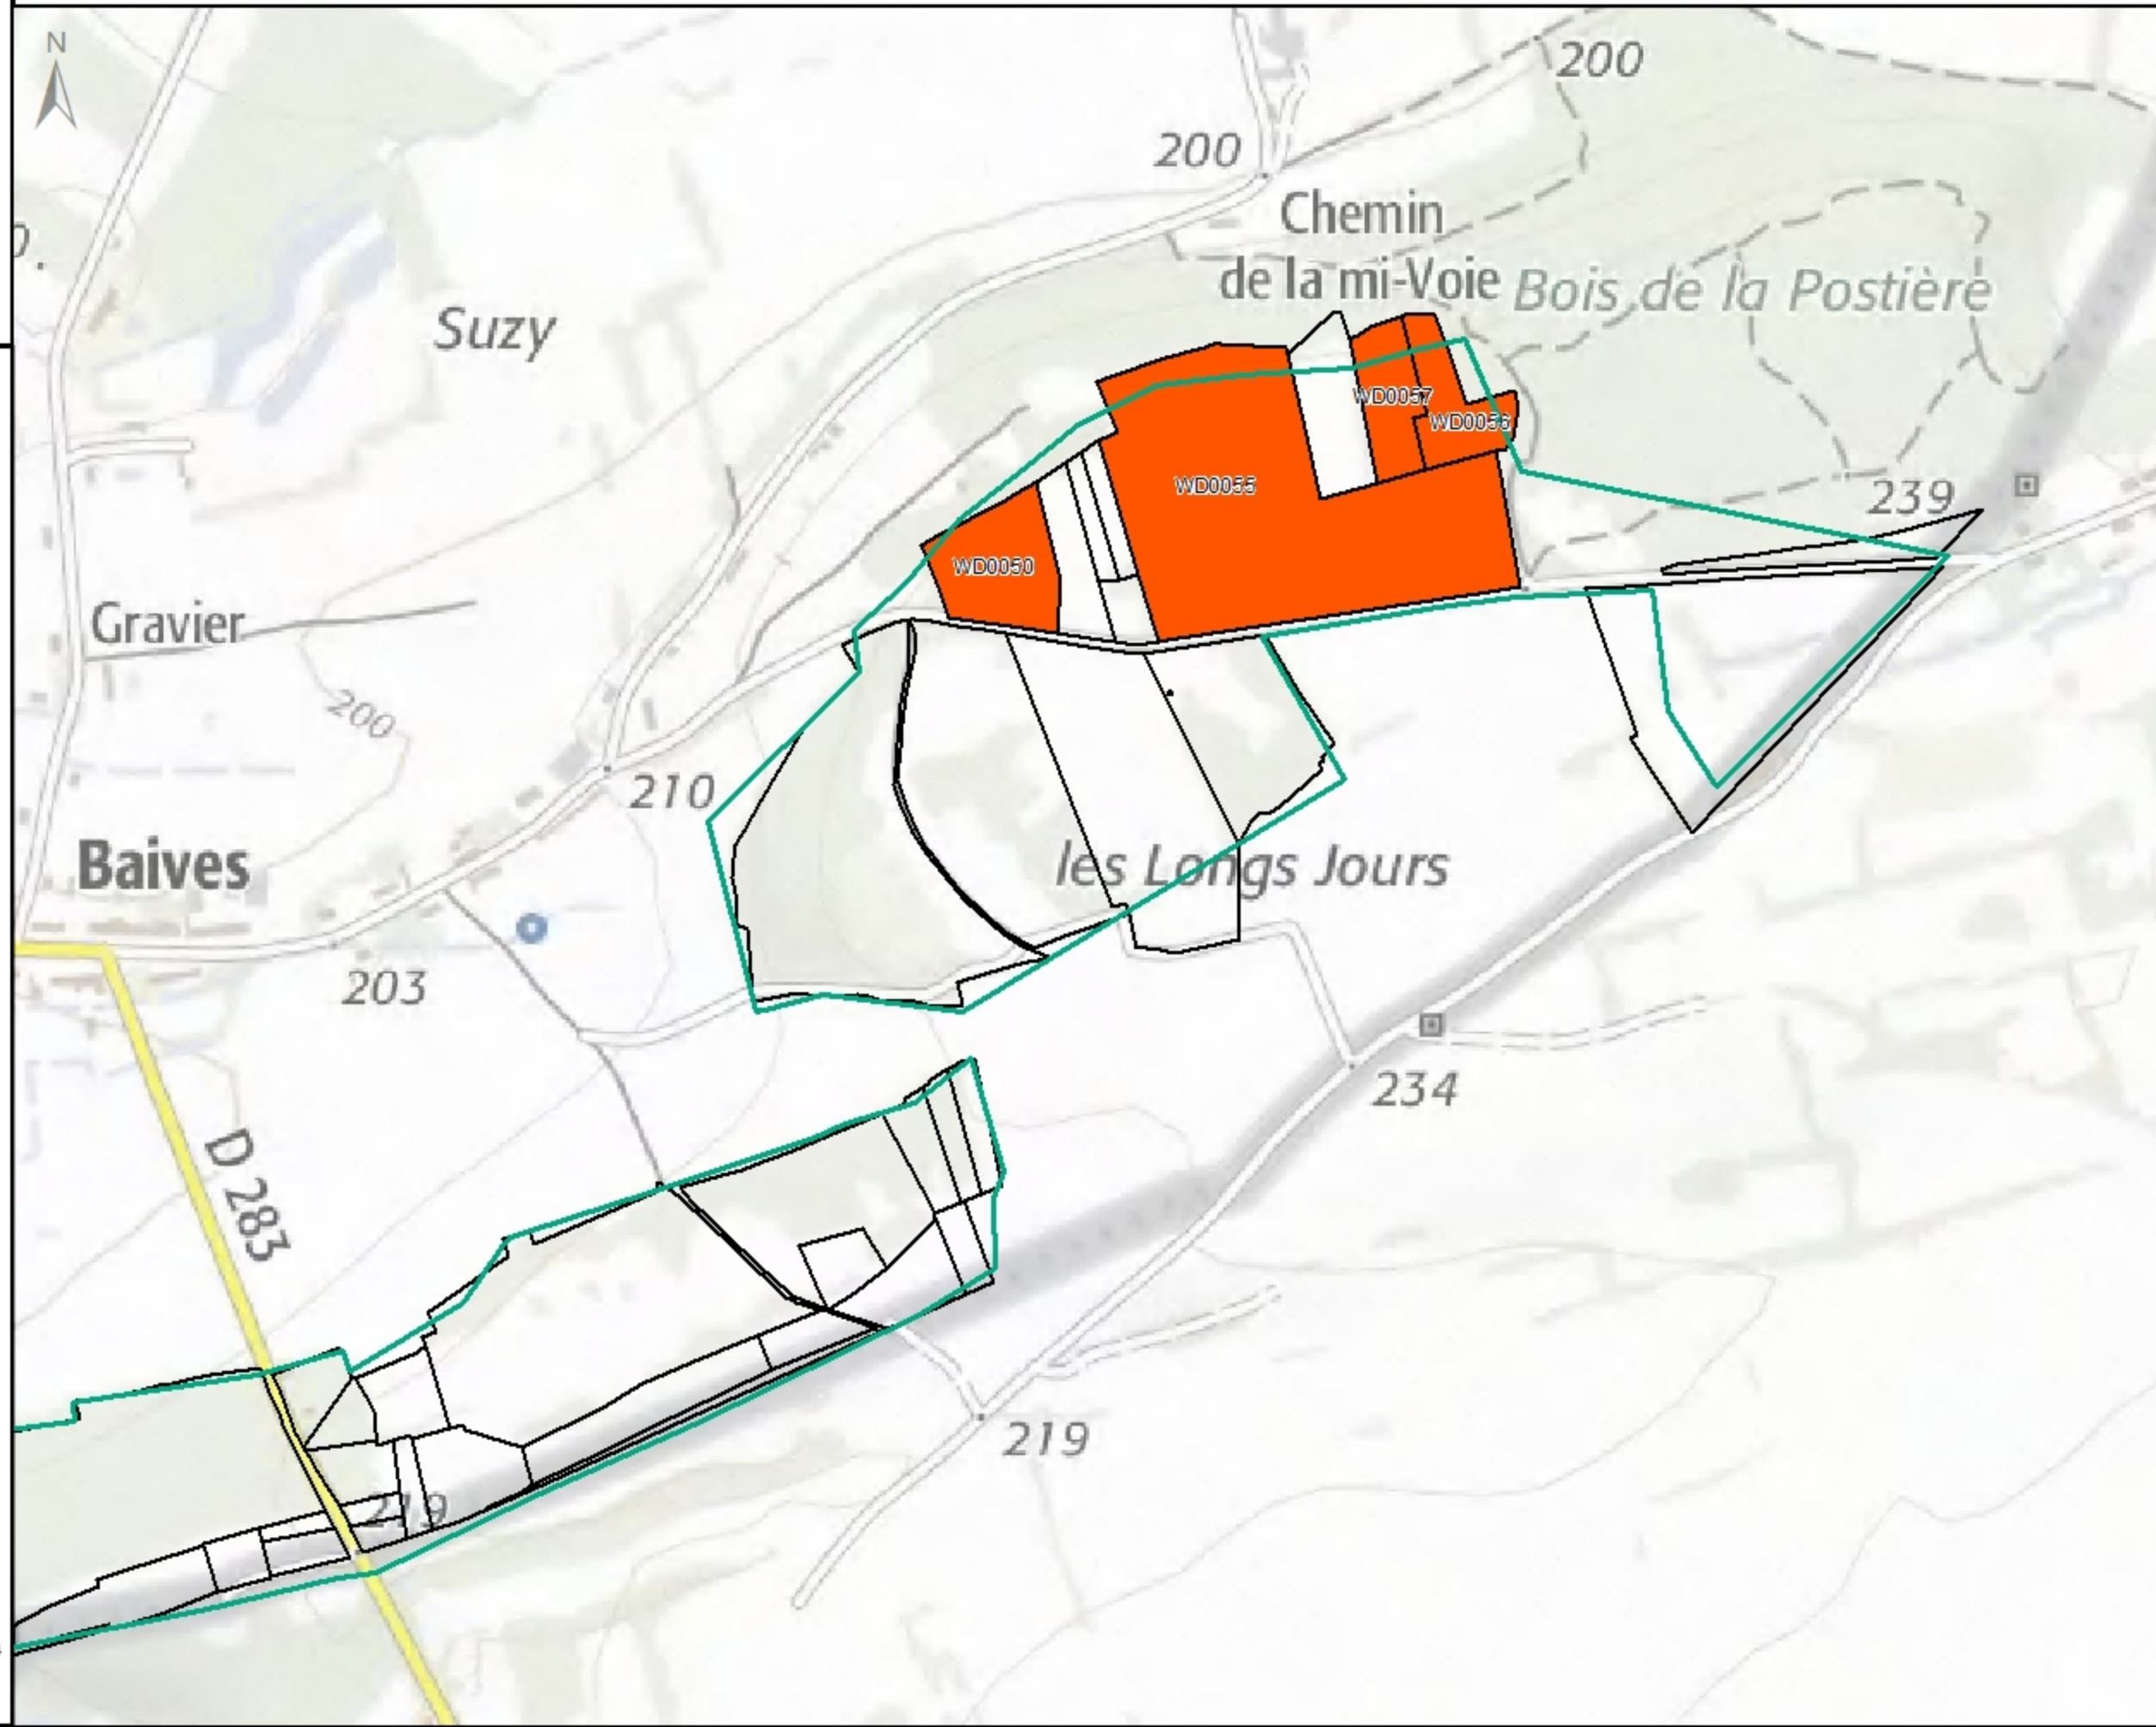 N
200
200
0.
Chemin
de la mi-Voie
Bois de la Postière
Suzy
WD0057
WD0056
WD0055
239
WD0050
Gravier
200
210
Baives
les Longs Jours
203
234
D 283
219
219